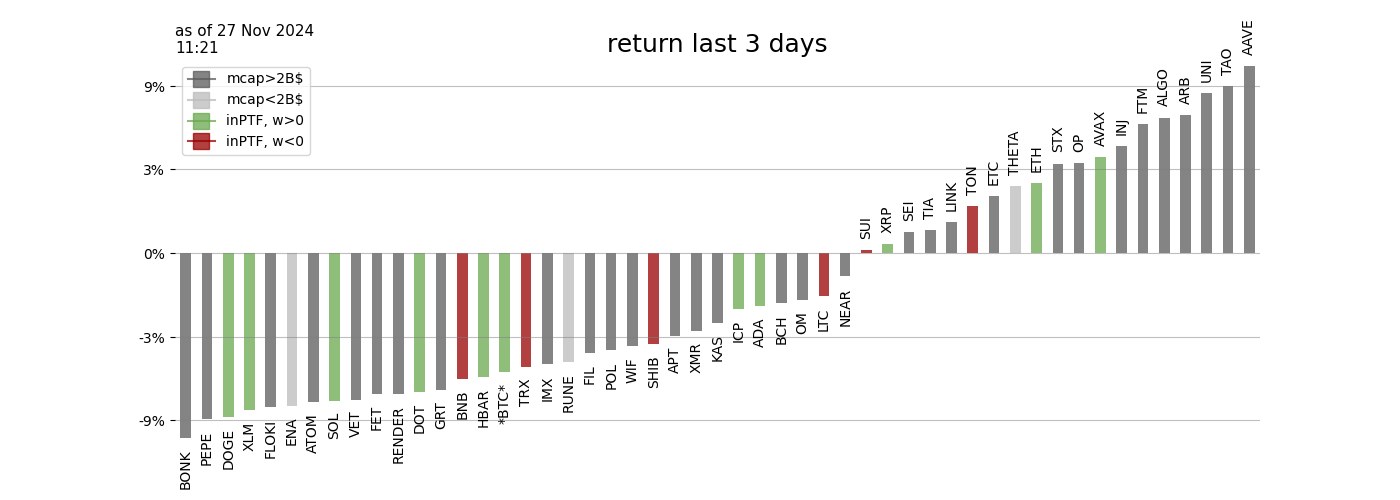 as of 27 Nov 2024
11:21
return last 3 days
mcap>2B$
mcap<2B$
inPTF, w>0
inPTF, w<0
9%
3%
0%
-3%
-9%
BONK
PEPE
DOGE
XLM
FLOKI
ENA
ATOM
SOL
VET
FET
RENDER
DOT
GRT
BNB
HBAR
*BTC*
TRX
IMX
RUNE
FIL
POL
WIF
SHIB
APT
XMR
KAS
ICP
ADA
BCH
OM
LTC
NEAR
SUI
XRP
SEI
TIA
LINK
TON
ETC
THETA
ETH
STX
OP
AVAX
INJ
FTM
ALGO
ARB
UNI
TAO
AAVE